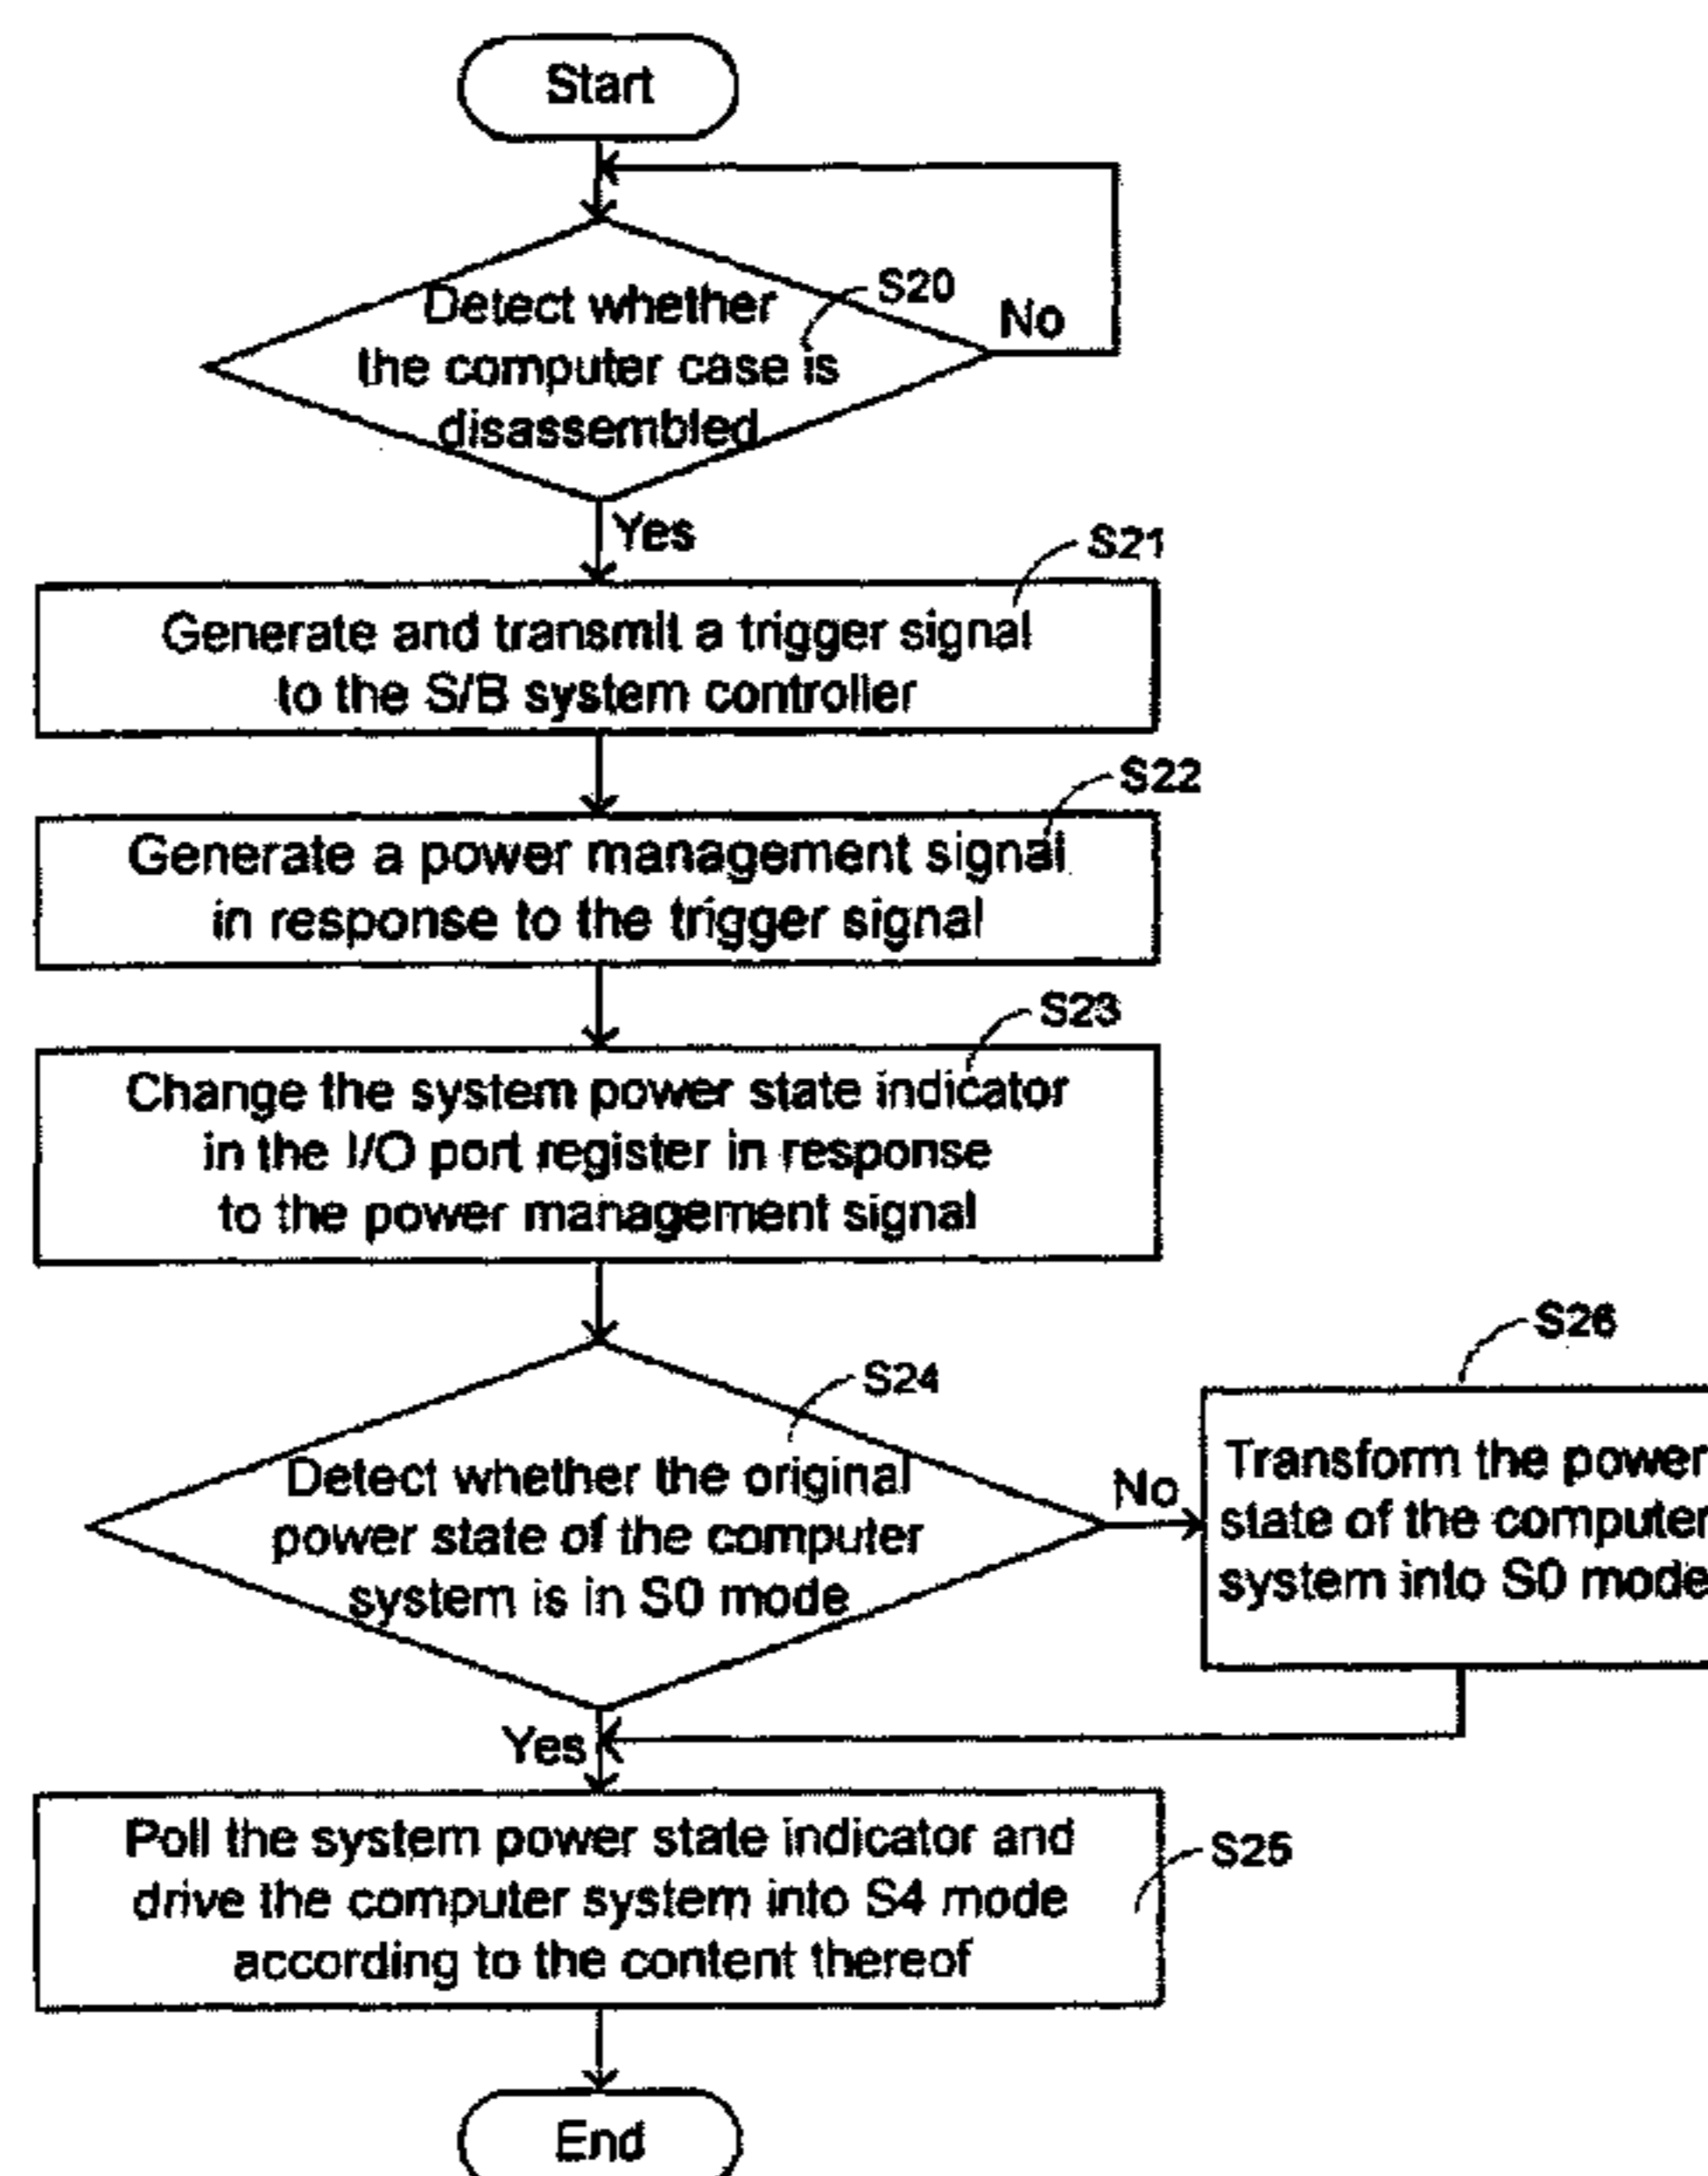 Start
Detect whether
the computer case is
disassembled
S20
No
Yes
S21
Generate and transmit a trigger signal
to the S/B system controller
S22
Generate a power management signal
in response to the trigger signal
S23
Change the system power state indicator
in the I/O port register in response
to the power management signal
S24
Detect whether the original
power state of the computer
system is in S0 mode
No
S26
Transform the power
state of the computer
system into S0 mode
Yes
Poll the system power state indicator and
drive the computer system into S4 mode
according to the content thereof
S25
End